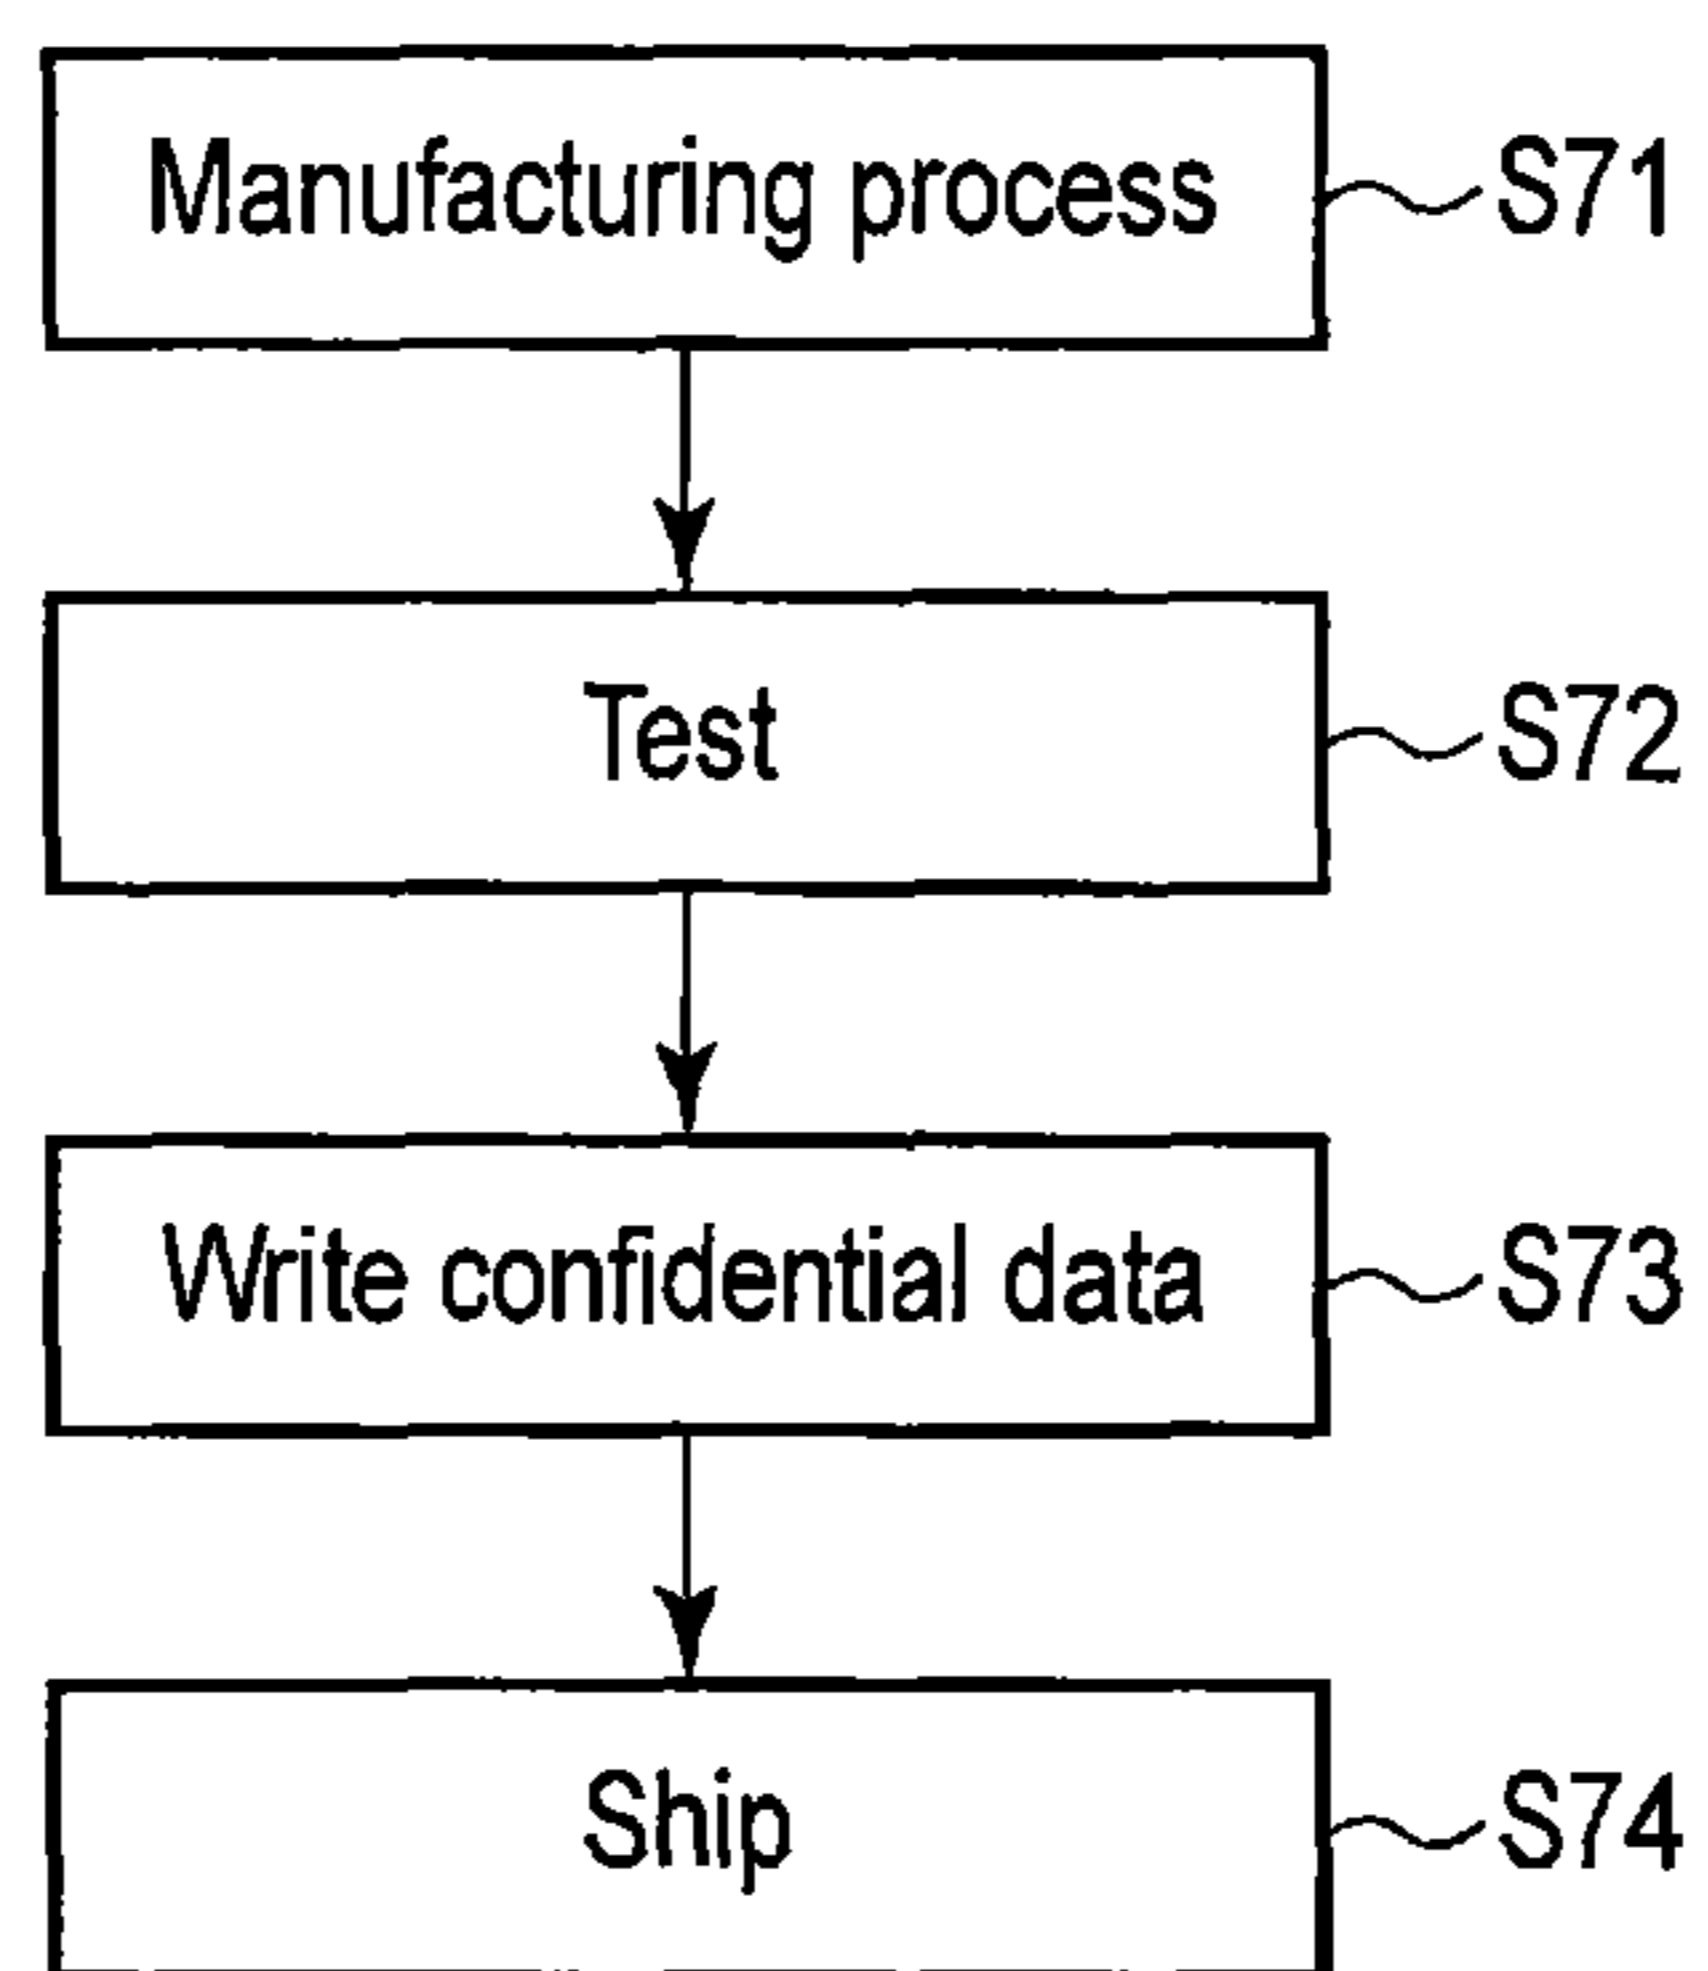 Manufacturing process S71
Test S72
Write confidential data S73
Ship S74